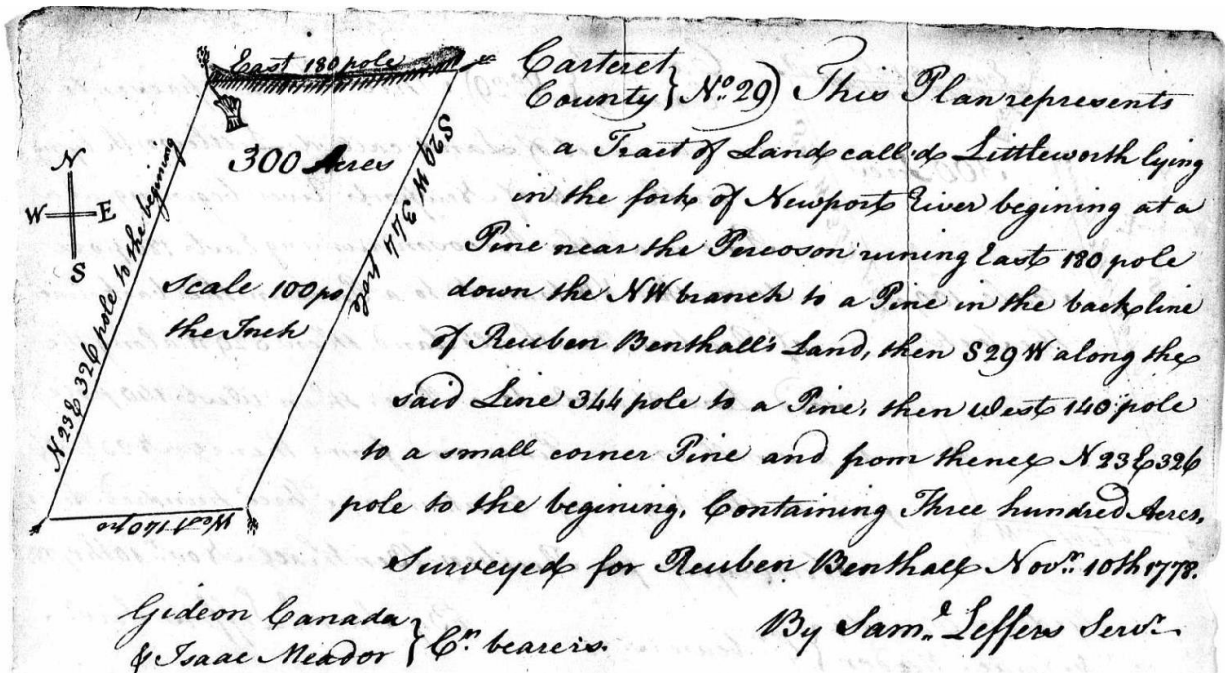 East 180 pole
300 Acres
N
W E
S
Scale 100 po
the Inch
N 23 E 326 pole to the begining
S 29 W 344 pole
West 140 po
Carteret
County } No. 29) This Plan represents
a Tract of Land call'd Littleworth lying
in the fork of Newport River begining at a
Pine near the Percoson runing East 180 pole
down the NW branch to a Pine in the back line
of Reuben Benthall's Land, then S 29 W along the
said Line 344 pole to a Pine, then West 140 pole
to a small corner Pine and from thence N 23 E 326
pole to the begining, Containing Three hundred Acres,
Surveyed for Reuben Benthall Novr. 10th 1778.
By Saml. Leffers Servr.
Gideon Canada
& Isaac Meador } Cn. bearers.